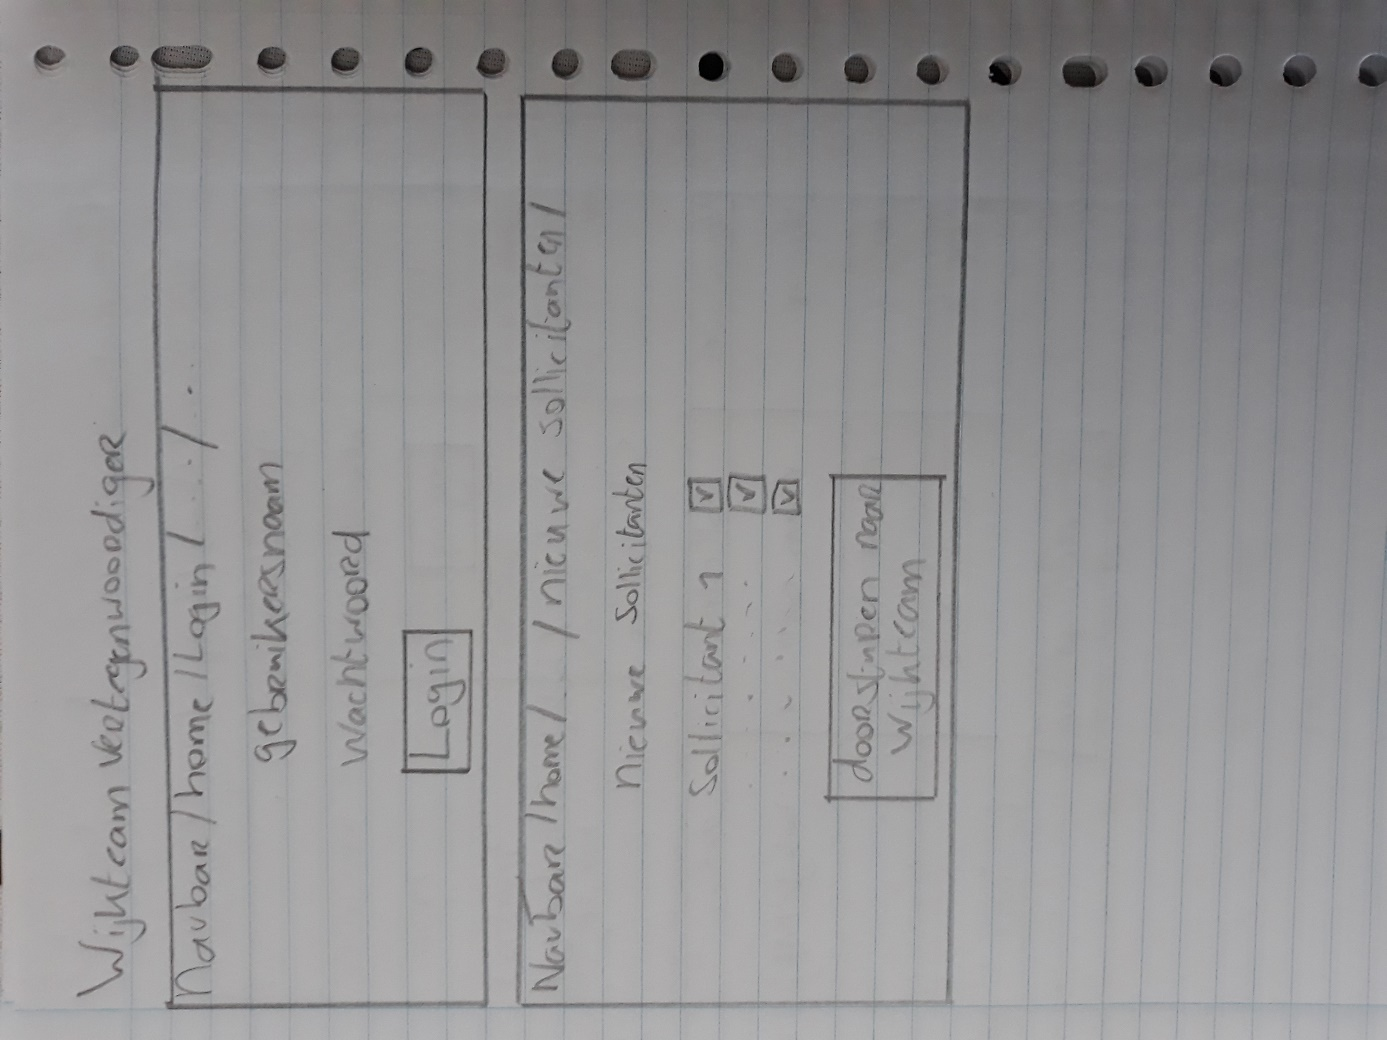 Wijkteam vertegenwoordiger
Navbar / home / Login / .... / ...
gebruikersnaam
Wachtwoord
Login
Navbar / home / ... / nieuwe sollicitanten /
nieuwe sollicitanten
Sollicitant 1
doorsturen naar
wijkteam